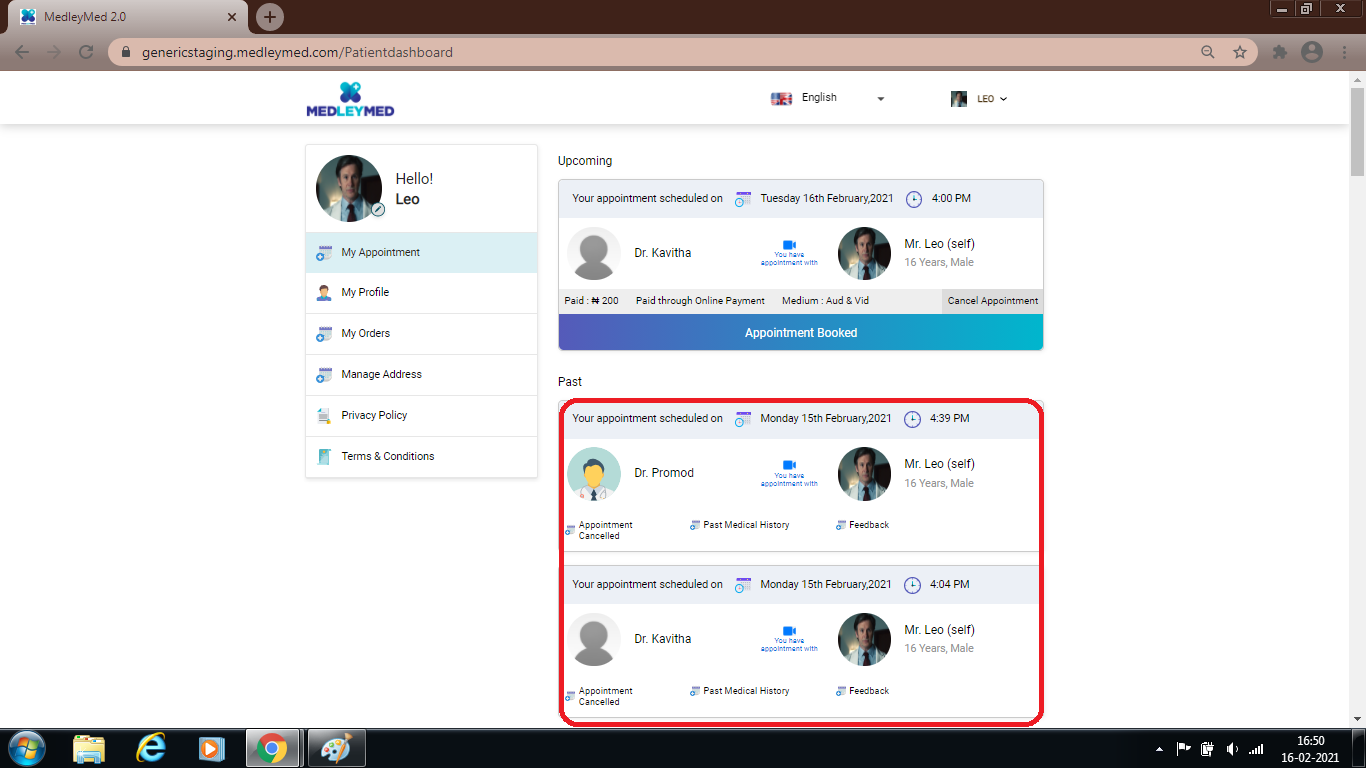 MedleyMed 2.0
genericstaging.medleymed.com/Patientdashboard
MEDLEYMED
English
LEO
Hello!
Leo
My Appointment
My Profile
My Orders
Manage Address
Privacy Policy
Terms & Conditions
Upcoming
Your appointment scheduled on Tuesday 16th February,2021 4:00 PM
Dr. Kavitha
You have
appointment with
Mr. Leo (self)
16 Years, Male
Paid : ₦ 200 Paid through Online Payment Medium : Aud & Vid Cancel Appointment
Appointment Booked
Past
Your appointment scheduled on Monday 15th February,2021 4:39 PM
Dr. Promod
You have
appointment with
Mr. Leo (self)
16 Years, Male
Appointment
Cancelled
Past Medical History
Feedback
Your appointment scheduled on Monday 15th February,2021 4:04 PM
Dr. Kavitha
You have
appointment with
Mr. Leo (self)
16 Years, Male
Appointment
Cancelled
Past Medical History
Feedback
16:50
16-02-2021